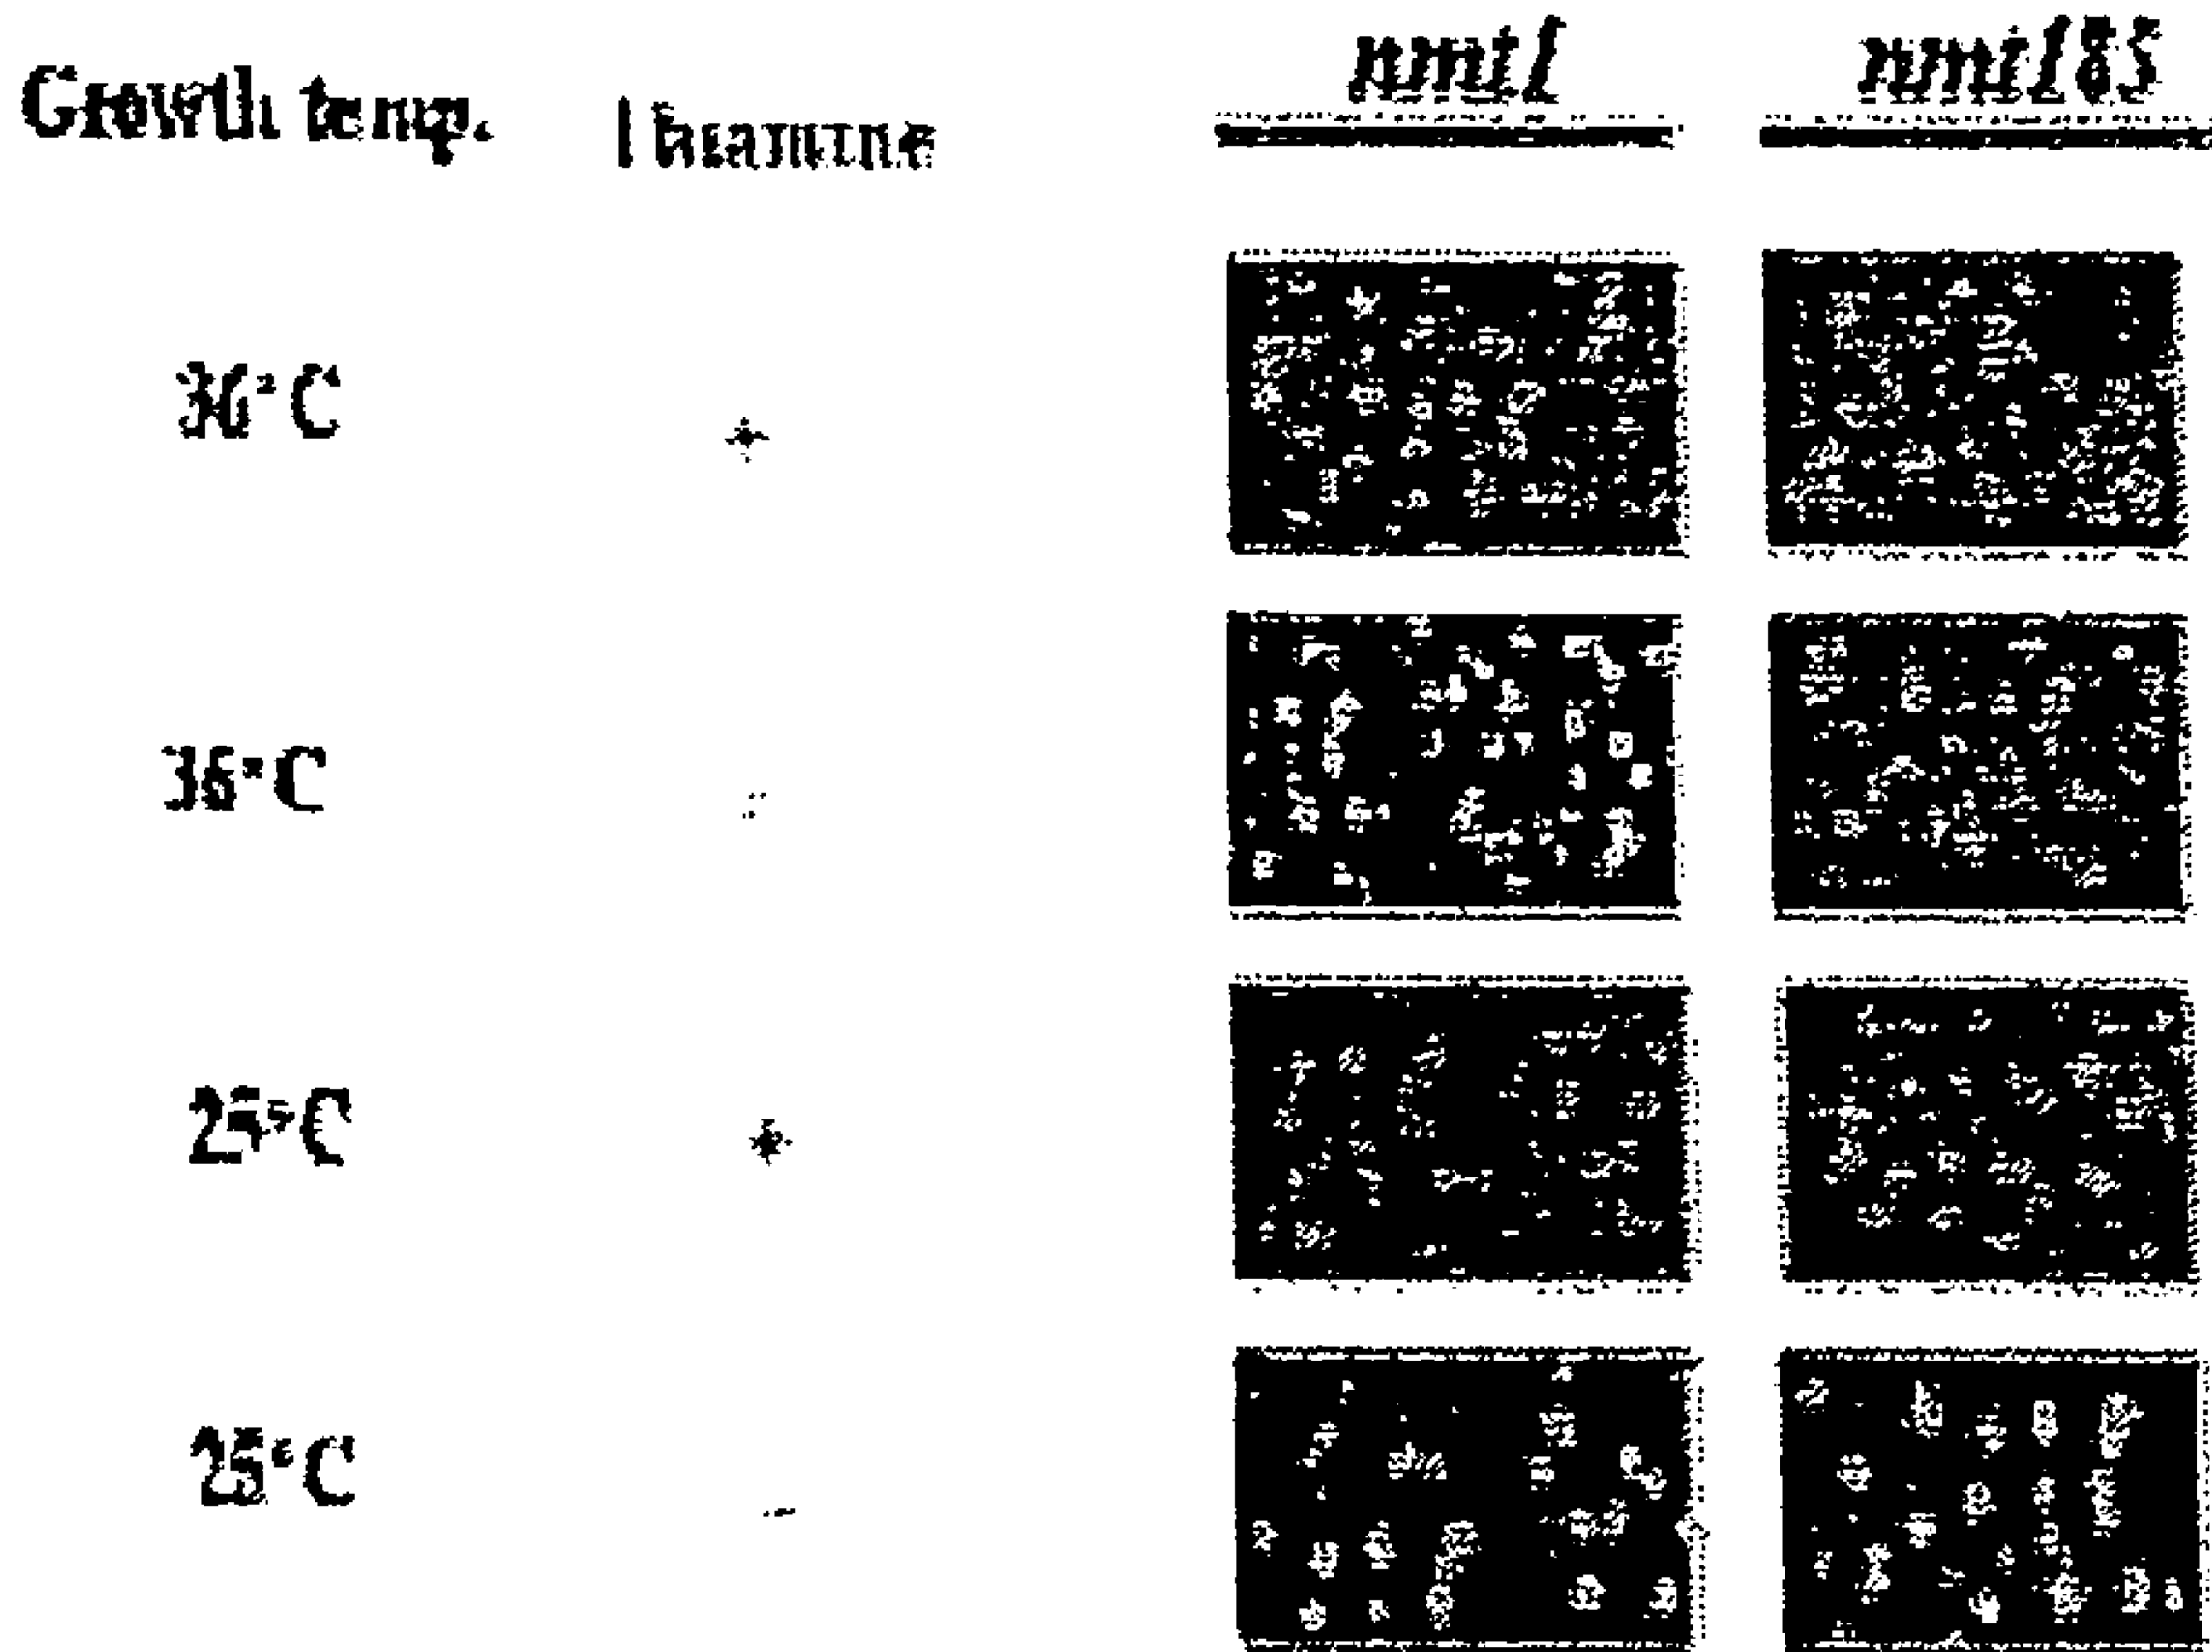 Growth temp. Thiamine nmt1 nmt185
36°C +
36°C -
25°C +
25°C -